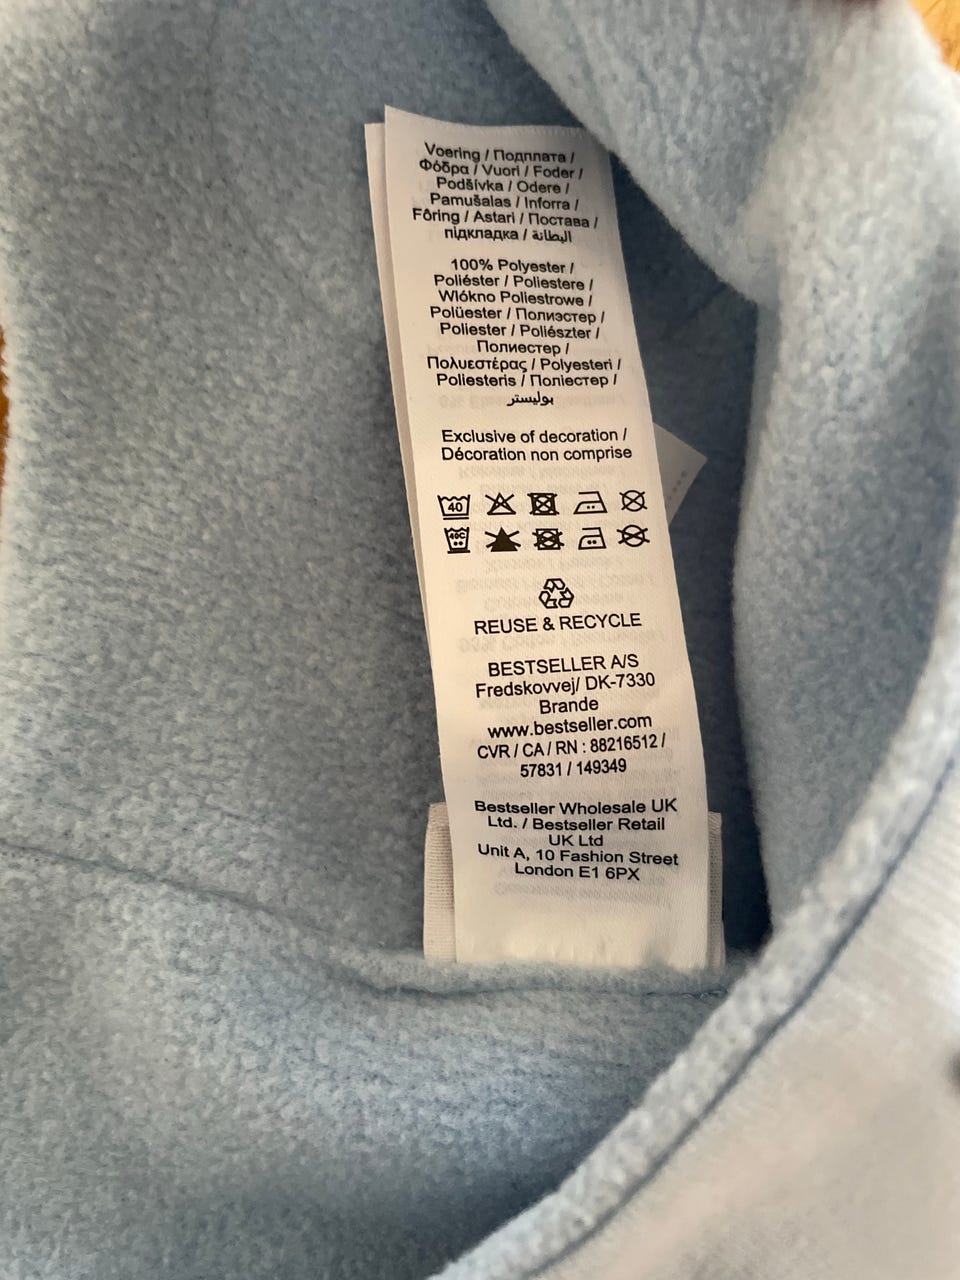 Voering / Подплата /
Φόδρα / Vuori / Foder /
Podšívka / Odere /
Pamušalas / Inforra /
Fôring / Astari / Постава /
підкладка / البطانة
100% Polyester /
Poliéster / Poliestere /
Włókno Poliestrowe /
Polüester / Полиэстер /
Poliester / Poliészter /
Полиестер /
Πολυεστέρας / Polyesteri /
Poliesteris / Поліестер /
بوليستر
Exclusive of decoration /
Décoration non comprise
40
40C
REUSE & RECYCLE
BESTSELLER A/S
Fredskovvej/ DK-7330
Brande
www.bestseller.com
CVR / CA / RN : 88216512 /
57831 / 149349
Bestseller Wholesale UK
Ltd. / Bestseller Retail
UK Ltd
Unit A, 10 Fashion Street
London E1 6PX